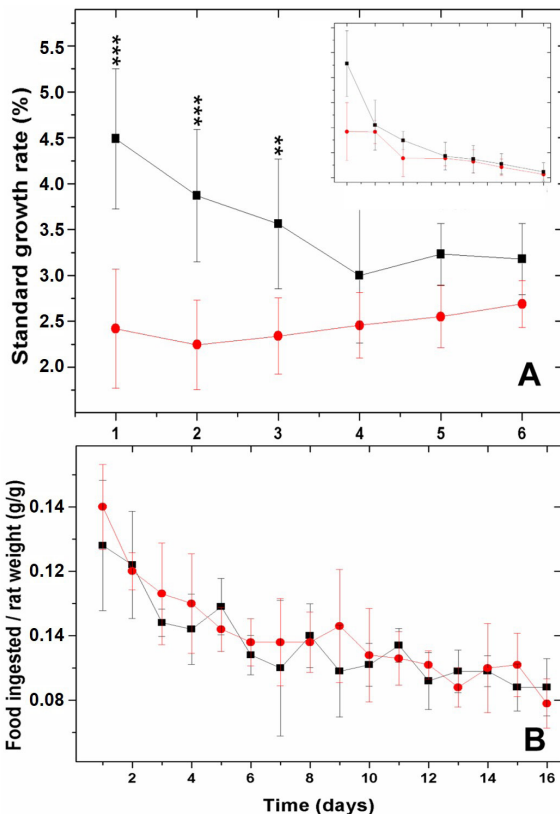 Standard growth rate (%)
5.5
5.0
4.5
4.0
3.5
3.0
2.5
2.0
***
***
**
A
1 2 3 4 5 6
Food ingested / rat weight (g/g)
0.14
0.12
0.14
0.08
B
2 4 6 8 10 12 14 16
Time (days)